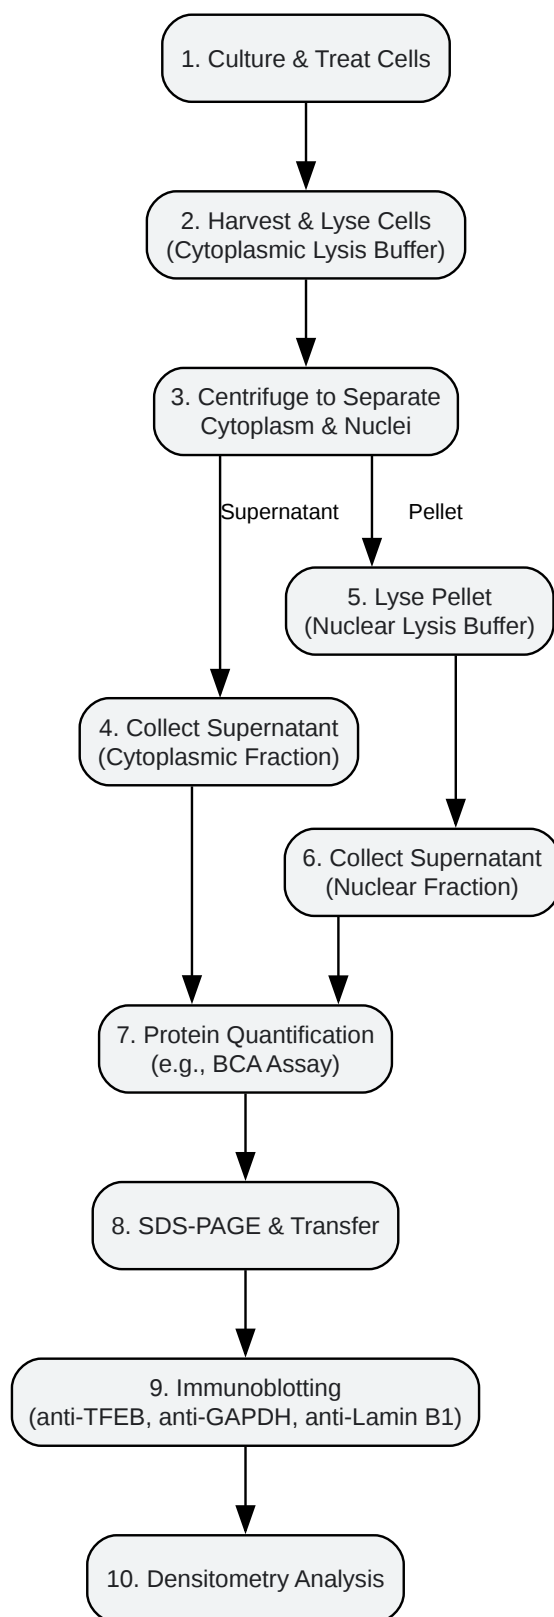 1. Culture & Treat Cells
2. Harvest & Lyse Cells
(Cytoplasmic Lysis Buffer)
3. Centrifuge to Separate
Cytoplasm & Nuclei
Supernatant
Pellet
5. Lyse Pellet
(Nuclear Lysis Buffer)
4. Collect Supernatant
(Cytoplasmic Fraction)
6. Collect Supernatant
(Nuclear Fraction)
7. Protein Quantification
(e.g., BCA Assay)
8. SDS-PAGE & Transfer
9. Immunoblotting
(anti-TFEB, anti-GAPDH, anti-Lamin B1)
10. Densitometry Analysis